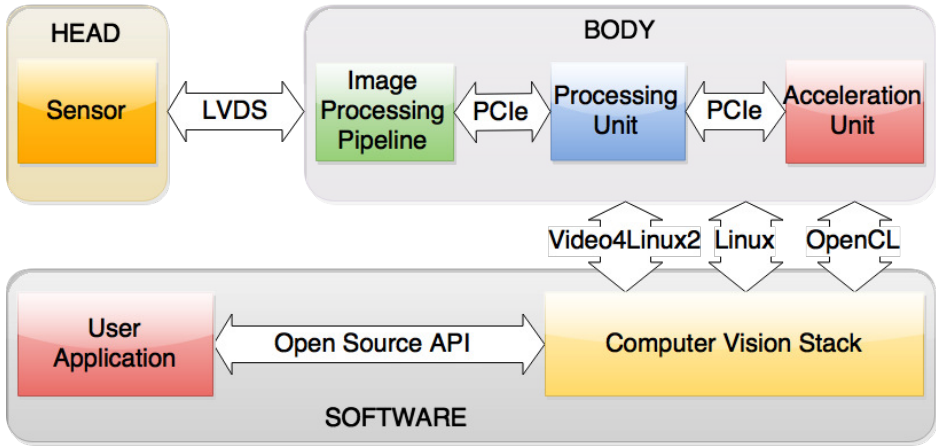 HEAD
BODY
Sensor
LVDS
Image
Processing
Pipeline
PCIe
Processing
Unit
PCIe
Acceleration
Unit
Video4Linux2
Linux
OpenCL
User
Application
Open Source API
Computer Vision Stack
SOFTWARE